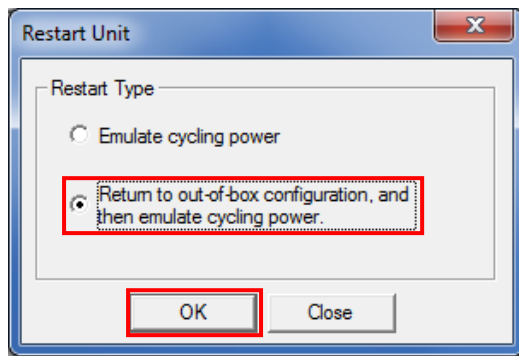 Restart Unit
Restart Type
Emulate cycling power
Return to out-of-box configuration, and
then emulate cycling power.
OK
Close